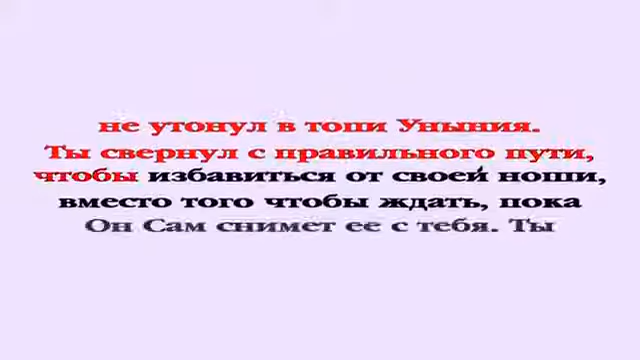 не утонул в топи Уныния.
Ты свернул с правильного пути,
чтобы избавиться от своей ноши,
вместо того чтобы ждать, пока
Он Сам снимет ее с тебя. Ты